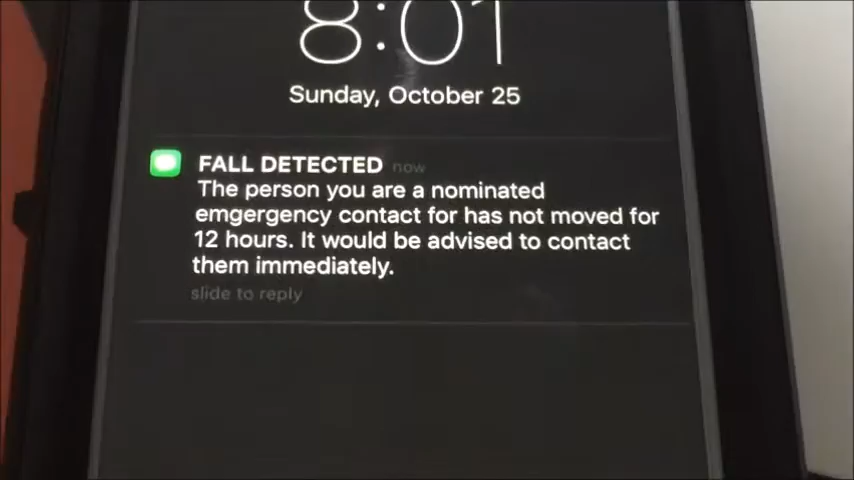 8:01
Sunday, October 25
FALL DETECTED now
The person you are a nominated
emgergency contact for has not moved for
12 hours. It would be advised to contact
them immediately.
slide to reply